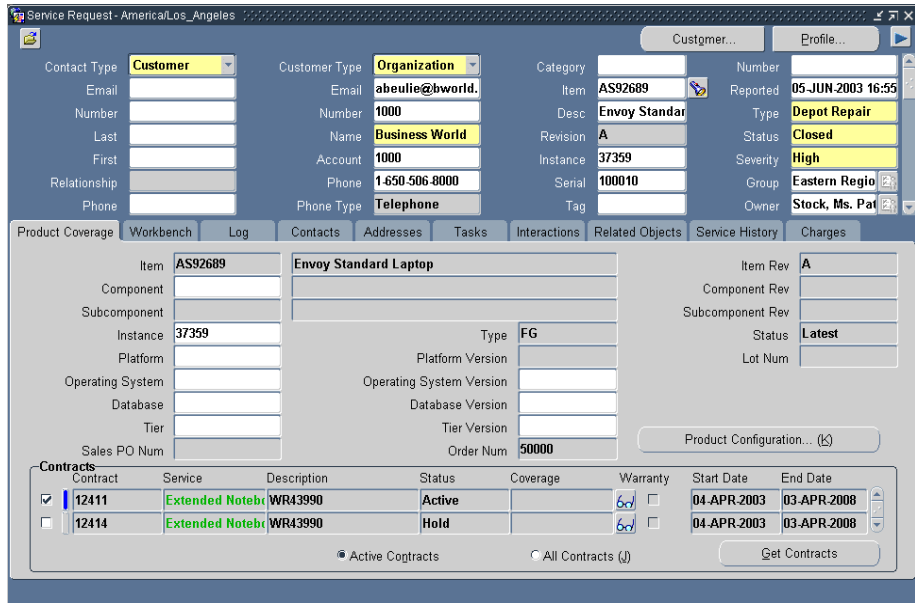 Service Request - America/Los_Angeles
Customer... Profile...
Contact Type Customer Customer Type Organization Category Number
Email Email abeulie@bworld. Item AS92689 Reported 05-JUN-2003 16:55
Number Number 1000 Desc Envoy Standar Type Depot Repair
Last Name Business World Revision A Status Closed
First Account 1000 Instance 37359 Severity High
Relationship Phone 1-650-506-8000 Serial 100010 Group Eastern Regio
Phone Phone Type Telephone Tag Owner Stock, Ms. Pat
Product Coverage Workbench Log Contacts Addresses Tasks Interactions Related Objects Service History Charges
Item AS92689 Envoy Standard Laptop Item Rev A
Component Component Rev
Subcomponent Subcomponent Rev
Instance 37359 Type FG Status Latest
Platform Platform Version Lot Num
Operating System Operating System Version
Database Database Version
Tier Tier Version
Sales PO Num Order Num 50000 Product Configuration... (K)
Contracts
Contract Service Description Status Coverage Warranty Start Date End Date
12411 Extended Notebo WR43990 Active 04-APR-2003 03-APR-2008
12414 Extended Notebo WR43990 Hold 04-APR-2003 03-APR-2008
Active Contracts All Contracts (J) Get Contracts